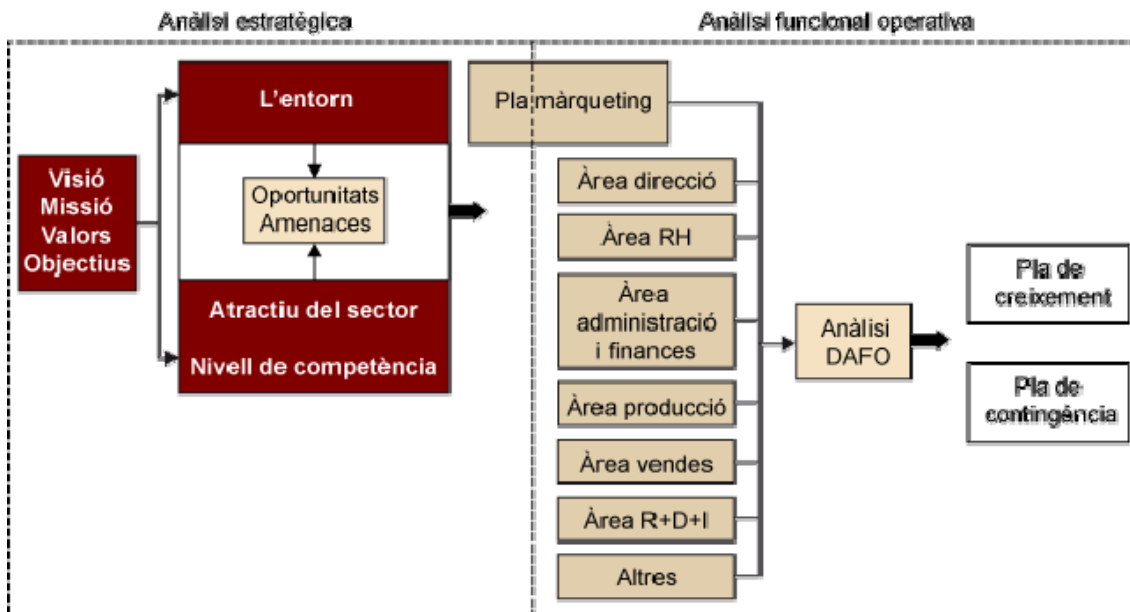 Anàlisi estratègica
Anàlisi funcional operativa
Visió
Missió
Valors
Objectius
L'entorn
Oportunitats
Amenaces
Atractiu del sector
Nivell de competència
Pla màrqueting
Àrea direcció
Àrea RH
Àrea
administració
i finances
Àrea producció
Àrea vendes
Àrea R+D+I
Altres
Anàlisi
DAFO
Pla de
creixement
Pla de
contingència